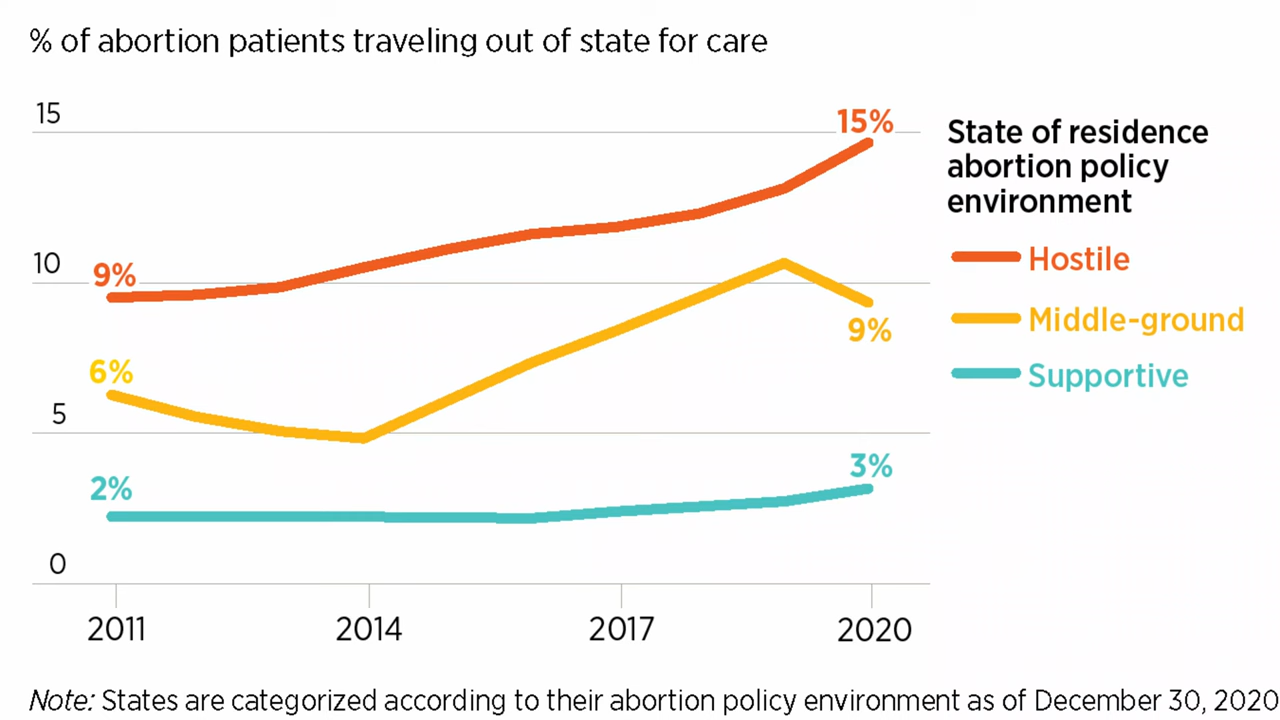 % of abortion patients traveling out of state for care
15
15%
State of residence
abortion policy
environment
Hostile
Middle-ground
Supportive
10
9%
9%
6%
5
3%
2%
0
2011
2014
2017
2020
Note: States are categorized according to their abortion policy environment as of December 30, 2020